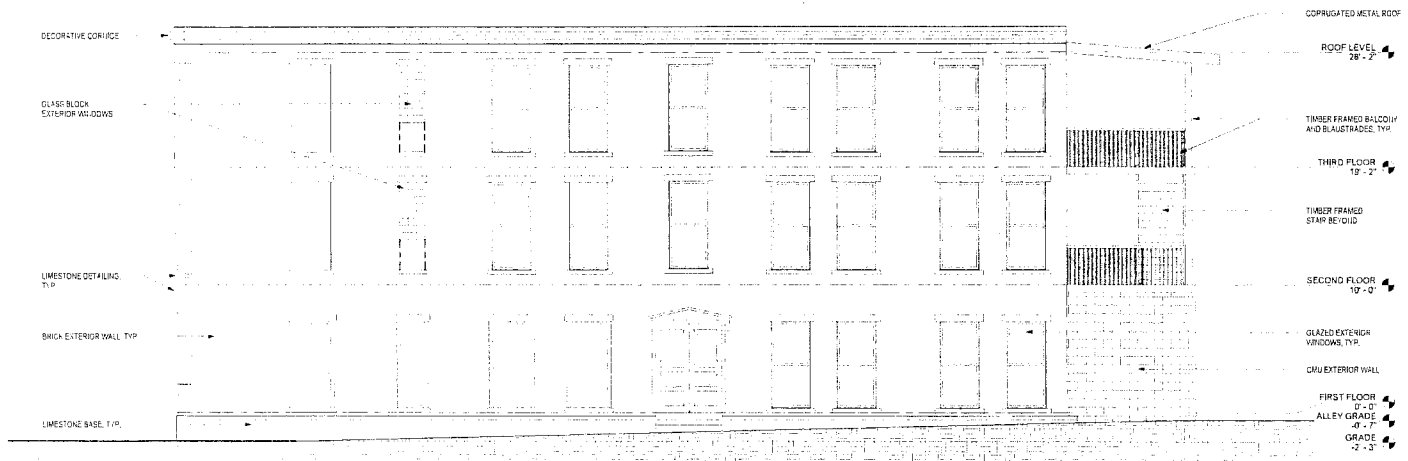 DECORATIVE CORNICE
GLASS BLOCK
EXTERIOR WINDOWS
LIMESTONE DETAILING,
TYP.
BRICK EXTERIOR WALL, TYP.
LIMESTONE BASE, TYP.
CORRUGATED METAL ROOF
ROOF LEVEL
28' - 2"
TIMBER FRAMED BALCONY
AND BLAUSTRADES, TYP.
THIRD FLOOR
19' - 2"
TIMBER FRAMED
STAIR BEYOND
SECOND FLOOR
10' - 0"
GLAZED EXTERIOR
WINDOWS, TYP.
CMU EXTERIOR WALL
FIRST FLOOR
0' - 0"
ALLEY GRADE
-0' - 7"
GRADE
-2' - 3"